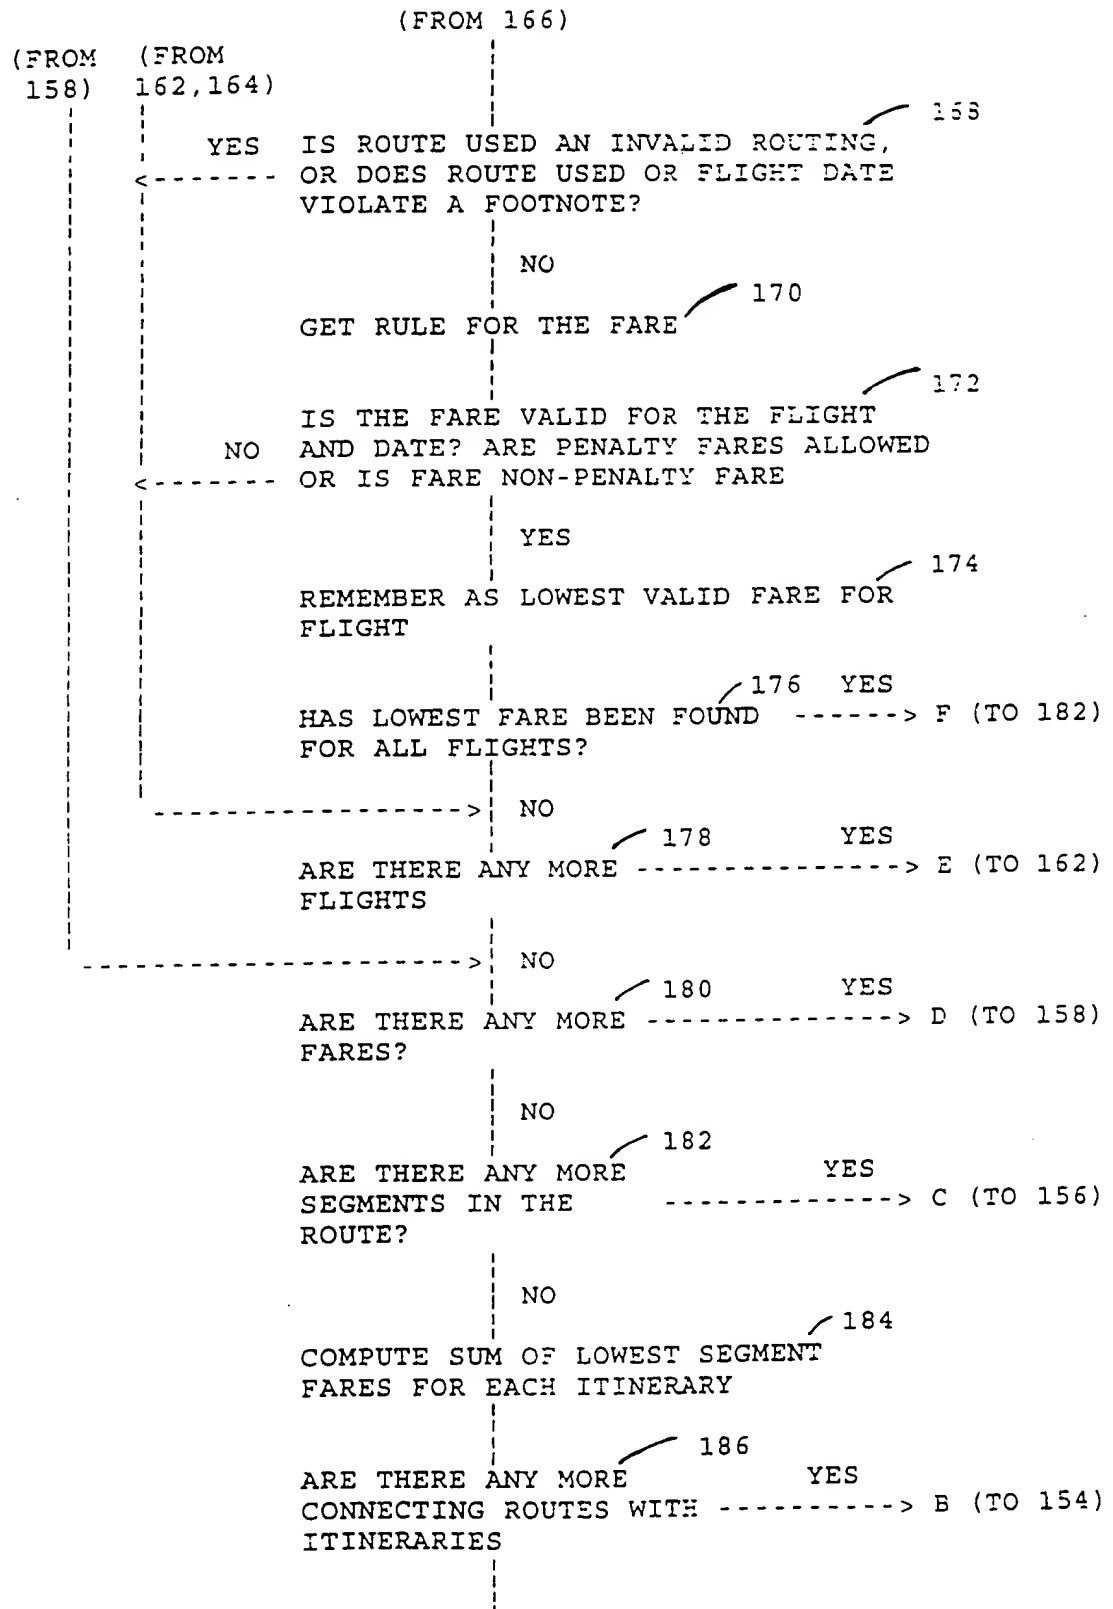 (FROM 166)
(FROM (FROM
158) 162,164)
168
YES IS ROUTE USED AN INVALID ROUTING,
<------- OR DOES ROUTE USED OR FLIGHT DATE
VIOLATE A FOOTNOTE?
NO
170
GET RULE FOR THE FARE
172
IS THE FARE VALID FOR THE FLIGHT
NO AND DATE? ARE PENALTY FARES ALLOWED
<------- OR IS FARE NON-PENALTY FARE
YES
174
REMEMBER AS LOWEST VALID FARE FOR
FLIGHT
176 YES
HAS LOWEST FARE BEEN FOUND ------> F (TO 182)
FOR ALL FLIGHTS?
NO
178 YES
ARE THERE ANY MORE ---------------> E (TO 162)
FLIGHTS
NO
180 YES
ARE THERE ANY MORE --------------> D (TO 158)
FARES?
NO
182
ARE THERE ANY MORE YES
SEGMENTS IN THE -------------> C (TO 156)
ROUTE?
NO
184
COMPUTE SUM OF LOWEST SEGMENT
FARES FOR EACH ITINERARY
186
ARE THERE ANY MORE YES
CONNECTING ROUTES WITH ----------> B (TO 154)
ITINERARIES